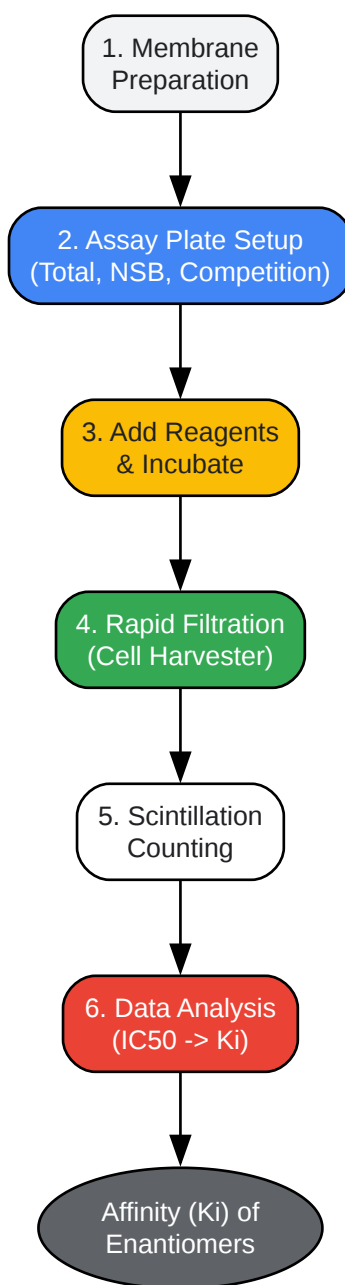 1. Membrane
Preparation
2. Assay Plate Setup
(Total, NSB, Competition)
3. Add Reagents
& Incubate
4. Rapid Filtration
(Cell Harvester)
5. Scintillation
Counting
6. Data Analysis
(IC50 -> Ki)
Affinity (Ki) of
Enantiomers